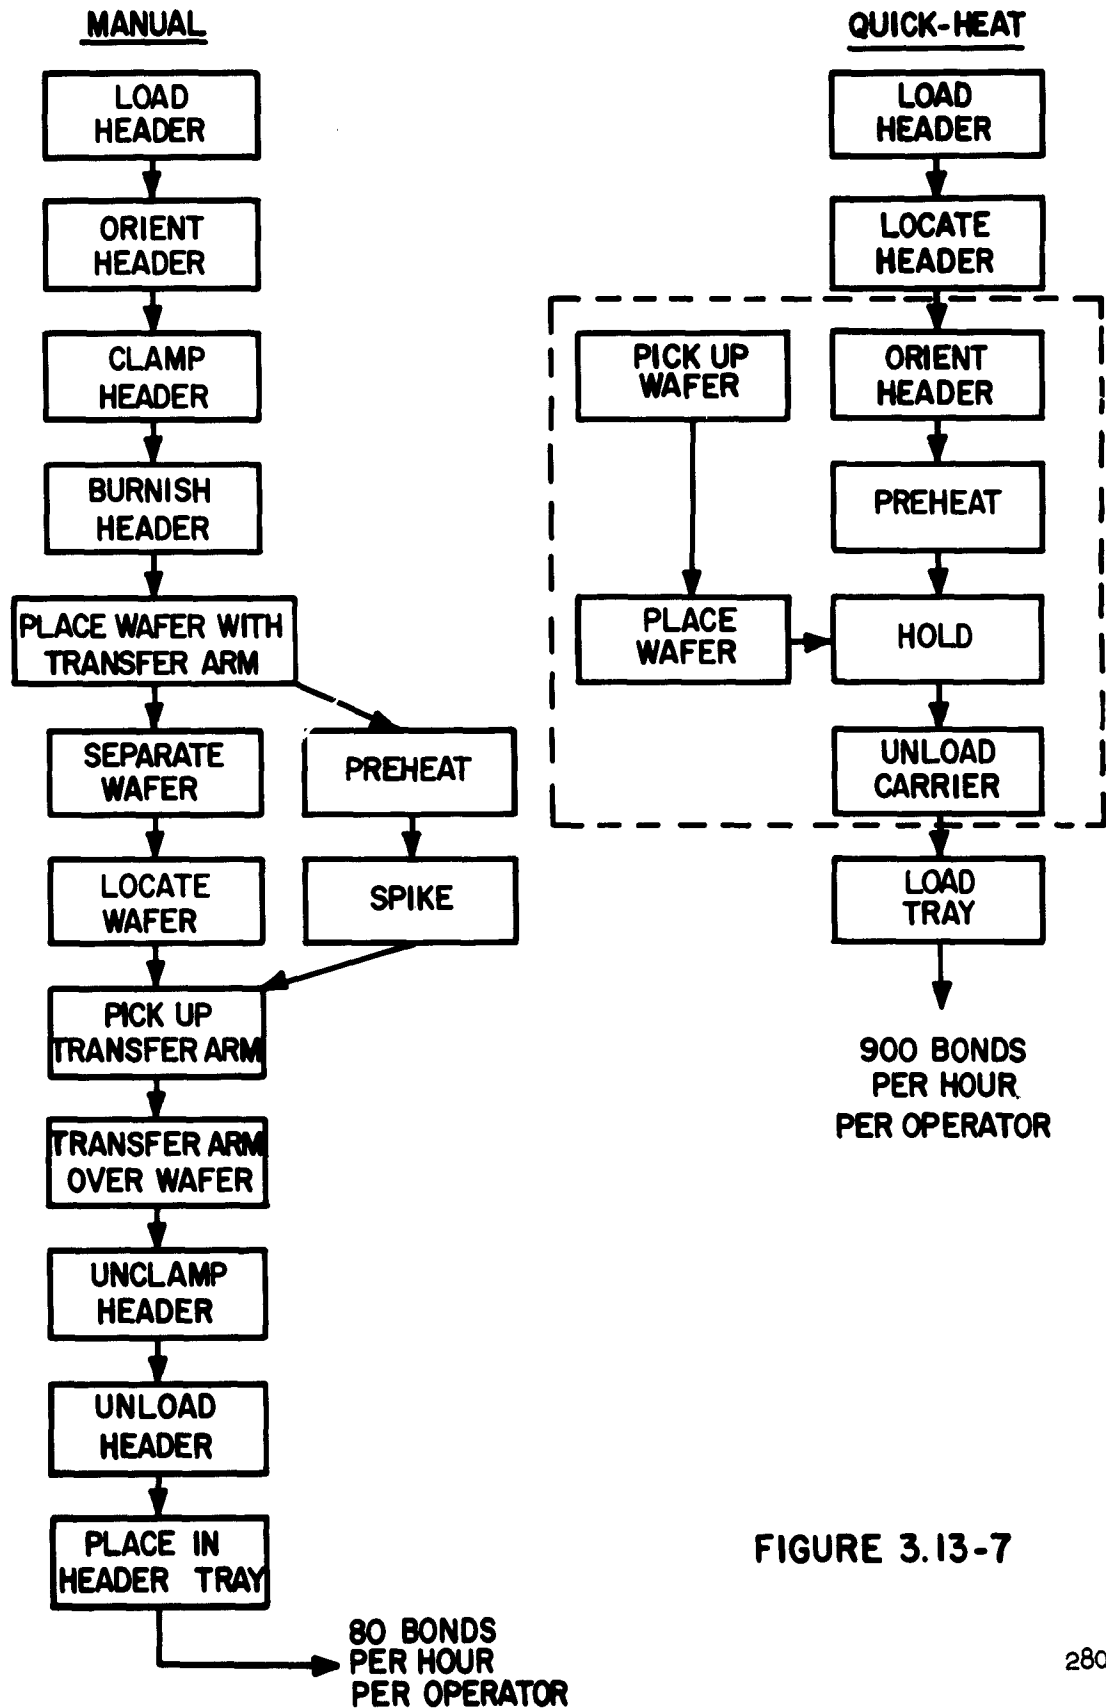 MANUAL
LOAD
HEADER
ORIENT
HEADER
CLAMP
HEADER
BURNISH
HEADER
PLACE WAFER WITH
TRANSFER ARM
SEPARATE
WAFER
PREHEAT
LOCATE
WAFER
SPIKE
PICK UP
TRANSFER ARM
TRANSFER ARM
OVER WAFER
UNCLAMP
HEADER
UNLOAD
HEADER
PLACE IN
HEADER TRAY
80 BONDS
PER HOUR
PER OPERATOR
QUICK-HEAT
LOAD
HEADER
LOCATE
HEADER
PICK UP
WAFER
ORIENT
HEADER
PREHEAT
PLACE
WAFER
HOLD
UNLOAD
CARRIER
LOAD
TRAY
900 BONDS
PER HOUR
PER OPERATOR
FIGURE 3.13-7
280